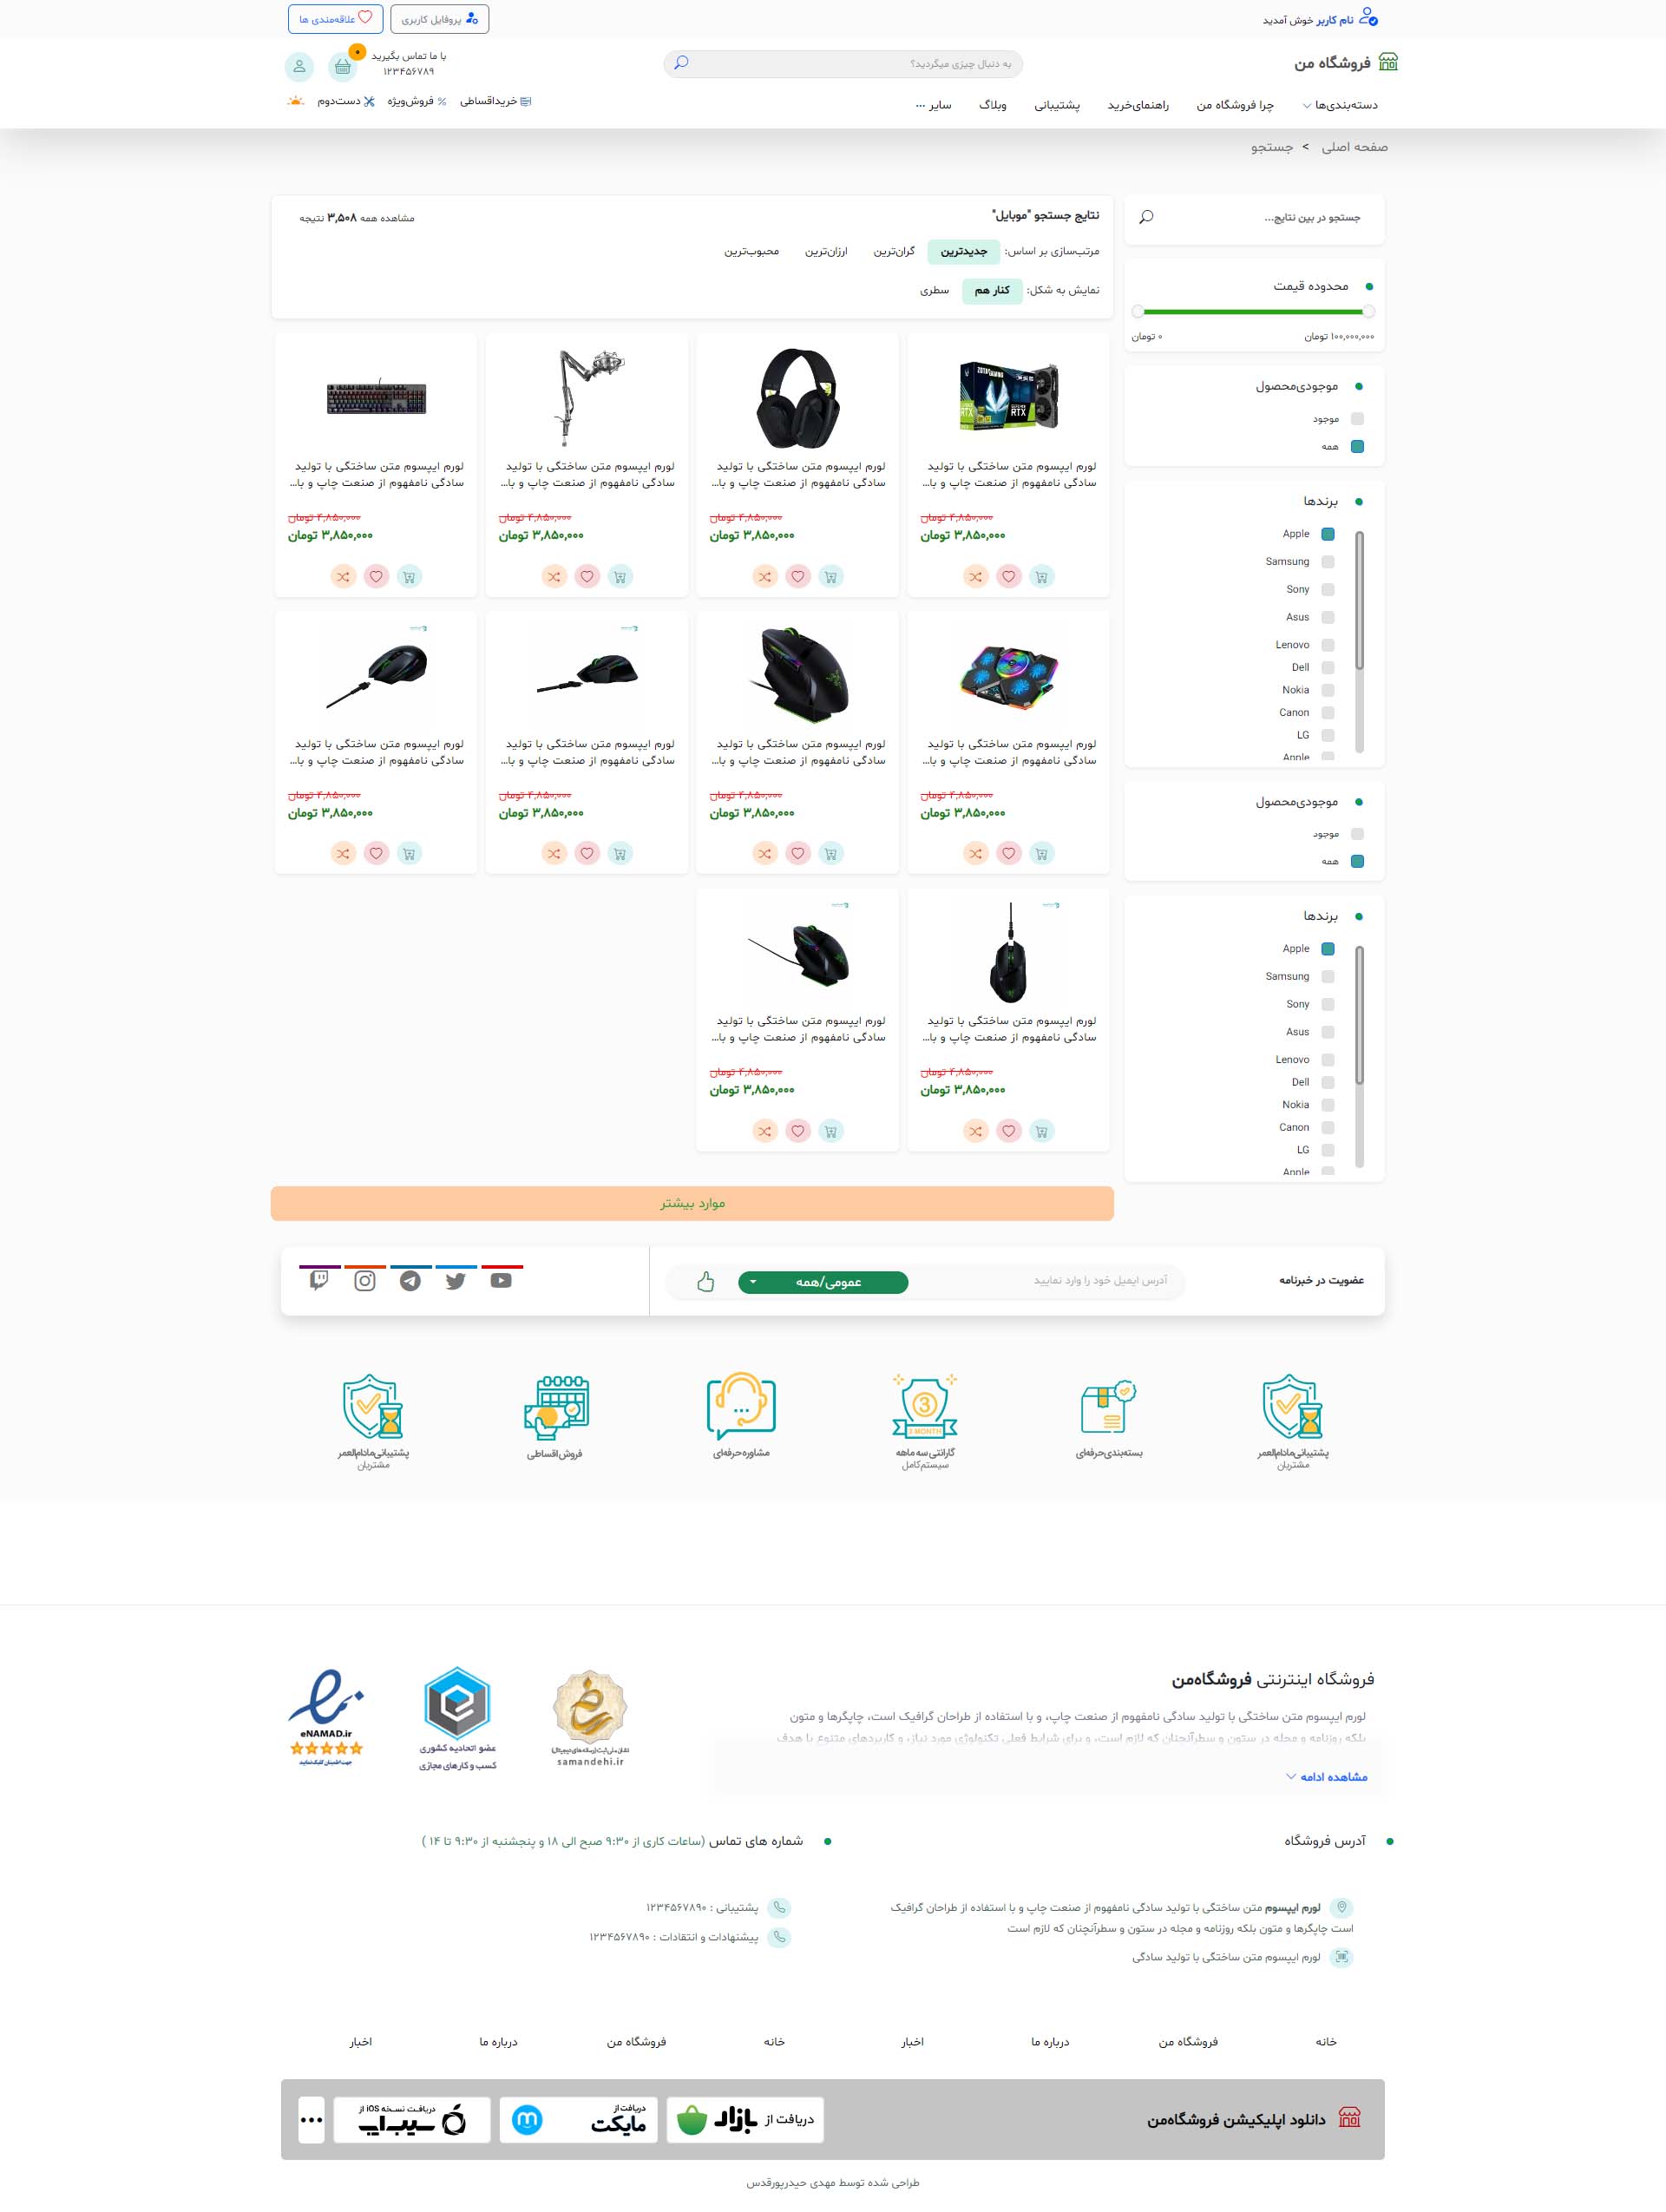 نام کاربر خوش آمدید
پروفایل کاربری
علاقه‌مندی ها
فروشگاه من
به دنبال چیزی میگردید؟
با ما تماس بگیرید
۱۲۳۴۵۶۷۸۹
۰
دسته‌بندی‌ها
چرا فروشگاه من
راهنمای‌خرید
پشتیبانی
وبلاگ
سایر ...
خریداقساطی
فروش‌ویژه
دست‌دوم
صفحه اصلی > جستجو
جستجو در بین نتایج...
محدوده قیمت
۱۰۰,۰۰۰,۰۰۰ تومان
۰ تومان
موجودی‌محصول
موجود
همه
برندها
Apple
Samsung
Sony
Asus
Lenovo
Dell
Nokia
Canon
LG
Apple
موجودی‌محصول
موجود
همه
برندها
Apple
Samsung
Sony
Asus
Lenovo
Dell
Nokia
Canon
LG
Apple
نتایج جستجو "موبایل"
مشاهده همه ۳,۵۰۸ نتیجه
مرتب‌سازی بر اساس: جدیدترین گران‌ترین ارزان‌ترین محبوب‌ترین
نمایش به شکل: کنار هم سطری
لورم ایپسوم متن ساختگی با تولید
سادگی نامفهوم از صنعت چاپ و با...
۴,۸۵۰,۰۰۰ تومان
۳,۸۵۰,۰۰۰ تومان
لورم ایپسوم متن ساختگی با تولید
سادگی نامفهوم از صنعت چاپ و با...
۴,۸۵۰,۰۰۰ تومان
۳,۸۵۰,۰۰۰ تومان
لورم ایپسوم متن ساختگی با تولید
سادگی نامفهوم از صنعت چاپ و با...
۴,۸۵۰,۰۰۰ تومان
۳,۸۵۰,۰۰۰ تومان
لورم ایپسوم متن ساختگی با تولید
سادگی نامفهوم از صنعت چاپ و با...
۴,۸۵۰,۰۰۰ تومان
۳,۸۵۰,۰۰۰ تومان
لورم ایپسوم متن ساختگی با تولید
سادگی نامفهوم از صنعت چاپ و با...
۴,۸۵۰,۰۰۰ تومان
۳,۸۵۰,۰۰۰ تومان
لورم ایپسوم متن ساختگی با تولید
سادگی نامفهوم از صنعت چاپ و با...
۴,۸۵۰,۰۰۰ تومان
۳,۸۵۰,۰۰۰ تومان
لورم ایپسوم متن ساختگی با تولید
سادگی نامفهوم از صنعت چاپ و با...
۴,۸۵۰,۰۰۰ تومان
۳,۸۵۰,۰۰۰ تومان
لورم ایپسوم متن ساختگی با تولید
سادگی نامفهوم از صنعت چاپ و با...
۴,۸۵۰,۰۰۰ تومان
۳,۸۵۰,۰۰۰ تومان
لورم ایپسوم متن ساختگی با تولید
سادگی نامفهوم از صنعت چاپ و با...
۴,۸۵۰,۰۰۰ تومان
۳,۸۵۰,۰۰۰ تومان
لورم ایپسوم متن ساختگی با تولید
سادگی نامفهوم از صنعت چاپ و با...
۴,۸۵۰,۰۰۰ تومان
۳,۸۵۰,۰۰۰ تومان
موارد بیشتر
عضویت در خبرنامه
آدرس ایمیل خود را وارد نمایید
عمومی/همه
پشتیبانی‌مادام‌العمر
مشتریان
بسته‌بندی‌حرفه‌ای
3
3 MONTH
گارانتی سه ماهه
سیستم‌کامل
مشاوره‌حرفه‌ای
فروش‌اقساطی
پشتیبانی‌مادام‌العمر
مشتریان
فروشگاه اینترنتی فروشگاه‌من
لورم ایپسوم متن ساختگی با تولید سادگی نامفهوم از صنعت چاپ، و با استفاده از طراحان گرافیک است، چاپگرها و متون
بلکه روزنامه و مجله در ستون و سطرآنچنان که لازم است، و برای شرایط فعلی تکنولوژی مورد نیاز، و کاربردهای متنوع با هدف
مشاهده ادامه
samandehi.ir
عضو اتحادیه کشوری
کسب و کارهای مجازی
eNAMAD.ir
آدرس فروشگاه
لورم ایپسوم متن ساختگی با تولید سادگی نامفهوم از صنعت چاپ و با استفاده از طراحان گرافیک
است چاپگرها و متون بلکه روزنامه و مجله در ستون و سطرآنچنان که لازم است
لورم ایپسوم متن ساختگی با تولید سادگی
شماره های تماس (ساعات کاری از ۹:۳۰ صبح الی ۱۸ و پنجشنبه از ۹:۳۰ تا ۱۴ )
پشتیبانی : ۱۲۳۴۵۶۷۸۹۰
پیشنهادات و انتقادات : ۱۲۳۴۵۶۷۸۹۰
خانه
فروشگاه من
درباره ما
اخبار
خانه
فروشگاه من
درباره ما
اخبار
دانلود اپلیکیشن فروشگاه‌من
دریافت از بازار
دریافت از
مایکت
دریافت نسخه iOS از
سیب‌اپ
طراحی شده توسط مهدی حیدرپورقدس